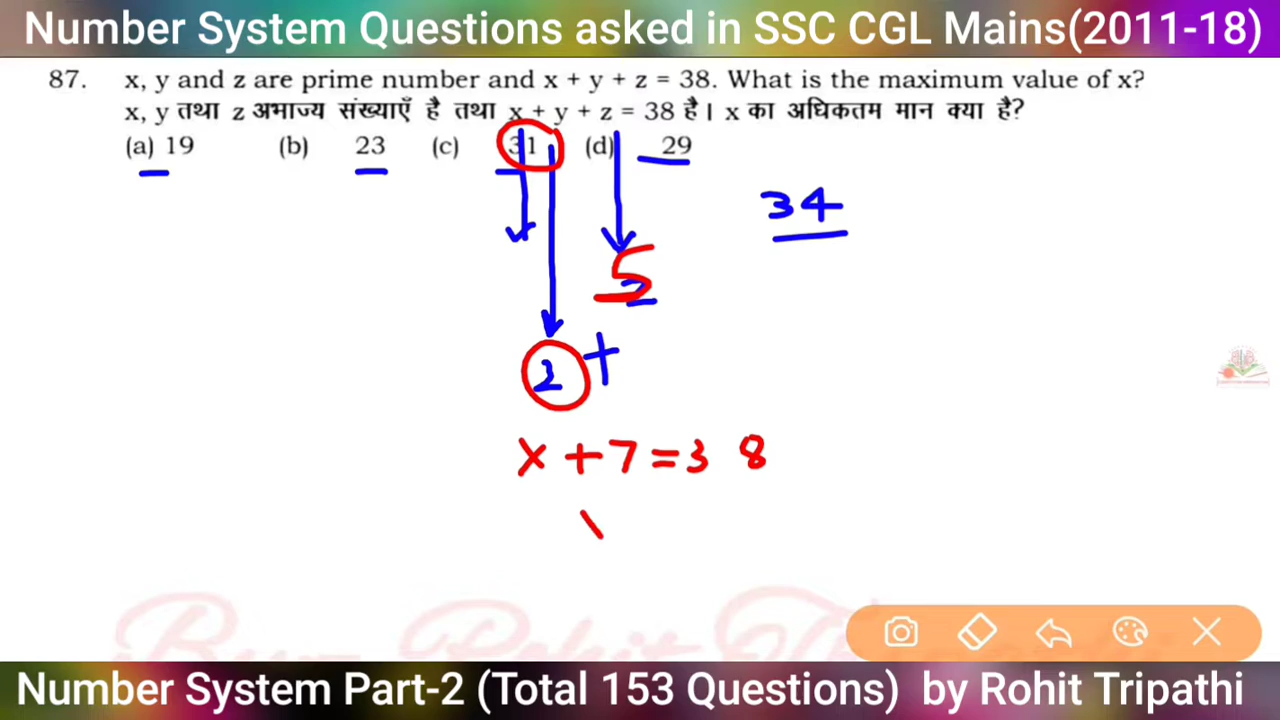 Number System Questions asked in SSC CGL Mains(2011-18)
87. x, y and z are prime number and x + y + z = 38. What is the maximum value of x?
x, y तथा z अभाज्य संख्याएँ है तथा x + y + z = 38 है। x का अधिकतम मान क्या है?
(a) 19 (b) 23 (c) 31 (d) 29
34
5
2 +
x + 7 = 38
Number System Part-2 (Total 153 Questions) by Rohit Tripathi